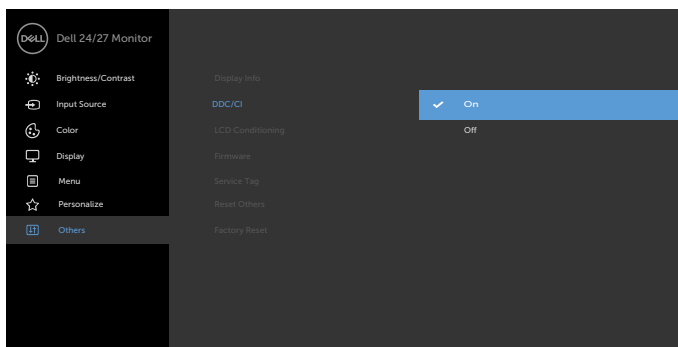 DELL Dell 24/27 Monitor
Brightness/Contrast Display Info
Input Source DDC/CI On
Color LCD Conditioning Off
Display Firmware
Menu Service Tag
Personalize Reset Others
Others Factory Reset